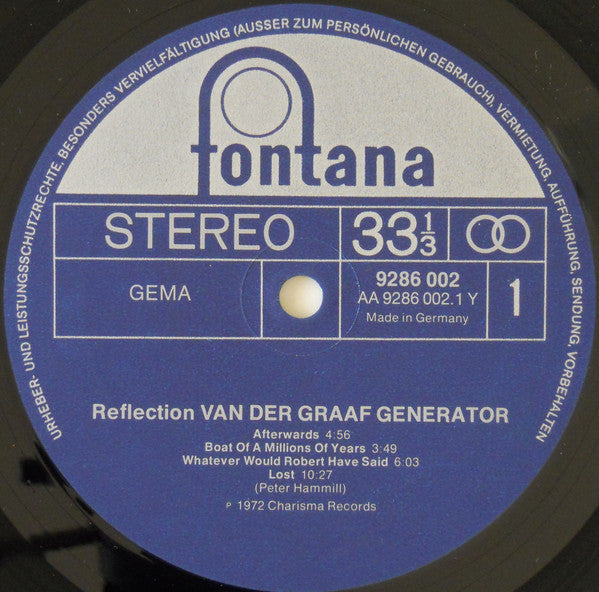 URHEBER- UND LEISTUNGSSCHUTZRECHTE, BESONDERS VERVIELFÄLTIGUNG (AUSSER ZUM PERSÖNLICHEN GEBRAUCH), VERMIETUNG, AUFFÜHRUNG, SENDUNG, VORBEHALTEN
fontana
STEREO
33⅓
GEMA
9286 002
AA 9286 002.1 Y
Made in Germany
1
Reflection VAN DER GRAAF GENERATOR
Afterwards 4:56
Boat Of A Millions Of Years 3:49
Whatever Would Robert Have Said 6:03
Lost 10:27
(Peter Hammill)
℗ 1972 Charisma Records